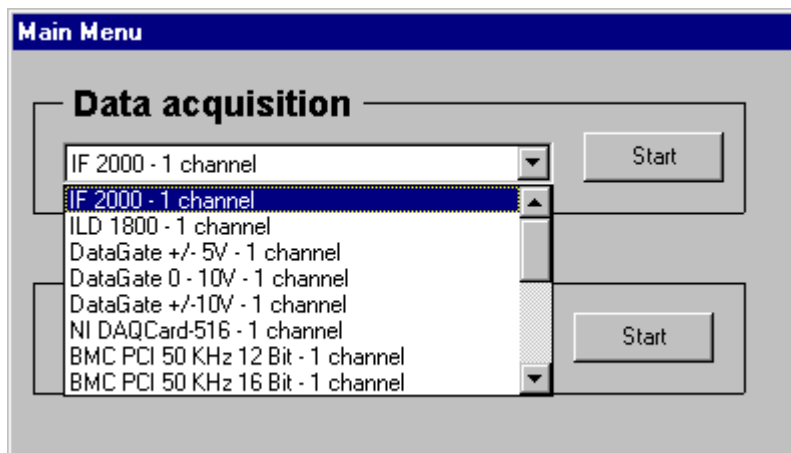 Main Menu
Data acquisition
IF 2000 - 1 channel
Start
IF 2000 - 1 channel
ILD 1800 - 1 channel
DataGate +/- 5V - 1 channel
DataGate 0 - 10V - 1 channel
DataGate +/-10V - 1 channel
NI DAQCard-516 - 1 channel
Start
BMC PCI 50 KHz 12 Bit - 1 channel
BMC PCI 50 KHz 16 Bit - 1 channel